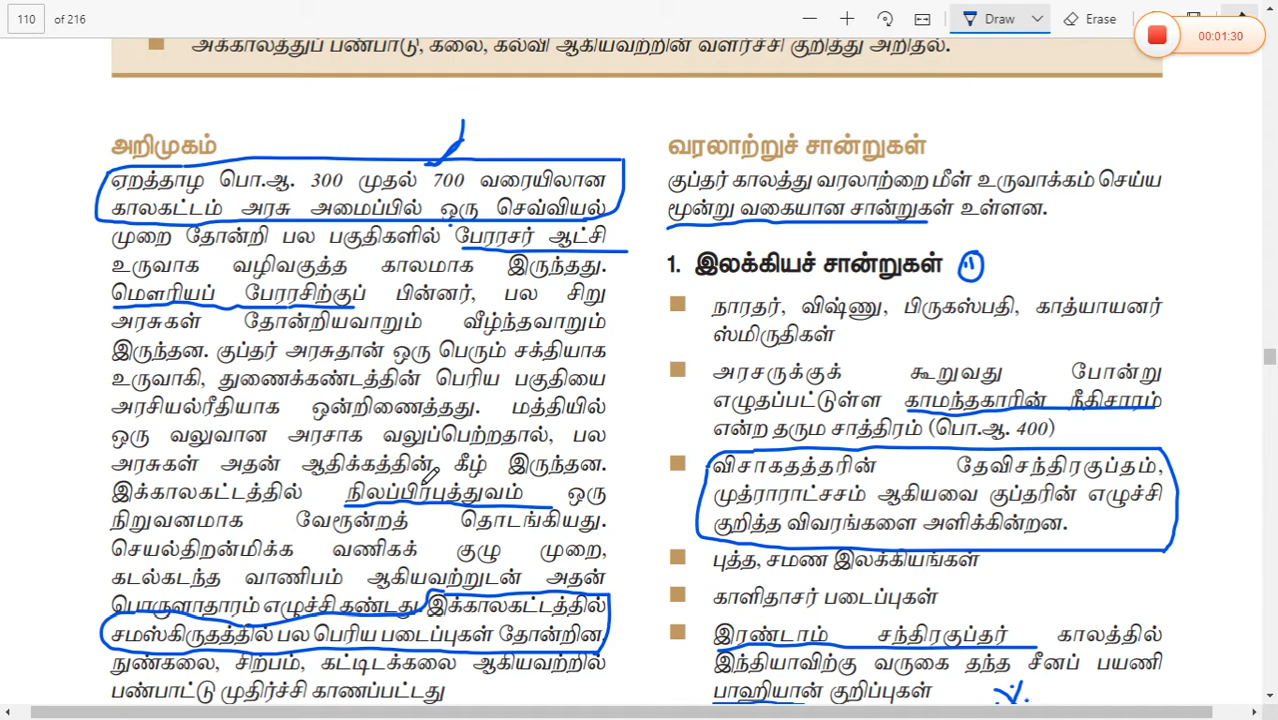 110
of 216
Draw
Erase
00:01:30
அக்காலத்துப் பண்பாடு, கலை, கல்வி ஆகியவற்றின் வளர்ச்சி குறித்து அறிதல்.
அறிமுகம்
ஏறத்தாழ பொ.ஆ. 300 முதல் 700 வரையிலான
காலகட்டம் அரசு அமைப்பில் ஒரு செவ்வியல்
முறை தோன்றி பல பகுதிகளில் பேரரசர் ஆட்சி
உருவாக வழிவகுத்த காலமாக இருந்தது.
மௌரியப் பேரரசிற்குப் பின்னர், பல சிறு
அரசுகள் தோன்றியவாறும் வீழ்ந்தவாறும்
இருந்தன. குப்தர் அரசுதான் ஒரு பெரும் சக்தியாக
உருவாகி, துணைக்கண்டத்தின் பெரிய பகுதியை
அரசியல்ரீதியாக ஒன்றிணைத்தது. மத்தியில்
ஒரு வலுவான அரசாக வலுப்பெற்றதால், பல
அரசுகள் அதன் ஆதிக்கத்தின் கீழ் இருந்தன.
இக்காலகட்டத்தில் நிலப்பிரபுத்துவம் ஒரு
நிறுவனமாக வேரூன்றத் தொடங்கியது.
செயல்திறன்மிக்க வணிகக் குழு முறை,
கடல்கடந்த வாணிபம் ஆகியவற்றுடன் அதன்
பொருளாதாரம் எழுச்சி கண்டது. இக்காலகட்டத்தில்
சமஸ்கிருதத்தில் பல பெரிய படைப்புகள் தோன்றின,
நுண்கலை, சிற்பம், கட்டிடக்கலை ஆகியவற்றில்
பண்பாட்டு முதிர்ச்சி காணப்பட்டது
வரலாற்றுச் சான்றுகள்
குப்தர் காலத்து வரலாற்றை மீள் உருவாக்கம் செய்ய
மூன்று வகையான சான்றுகள் உள்ளன.
1. இலக்கியச் சான்றுகள்
நாரதர், விஷ்ணு, பிருகஸ்பதி, காத்யாயனர்
ஸ்மிருதிகள்
அரசருக்குக் கூறுவது போன்று
எழுதப்பட்டுள்ள காமந்தகாரின் நீதிசாரம்
என்ற தரும சாத்திரம் (பொ.ஆ. 400)
விசாகதத்தரின் தேவிசந்திரகுப்தம்,
முத்ராராட்சசம் ஆகியவை குப்தரின் எழுச்சி
குறித்த விவரங்களை அளிக்கின்றன.
புத்த, சமண இலக்கியங்கள்
காளிதாசர் படைப்புகள்
இரண்டாம் சந்திரகுப்தர் காலத்தில்
இந்தியாவிற்கு வருகை தந்த சீனப் பயணி
பாஹியான் குறிப்புகள்